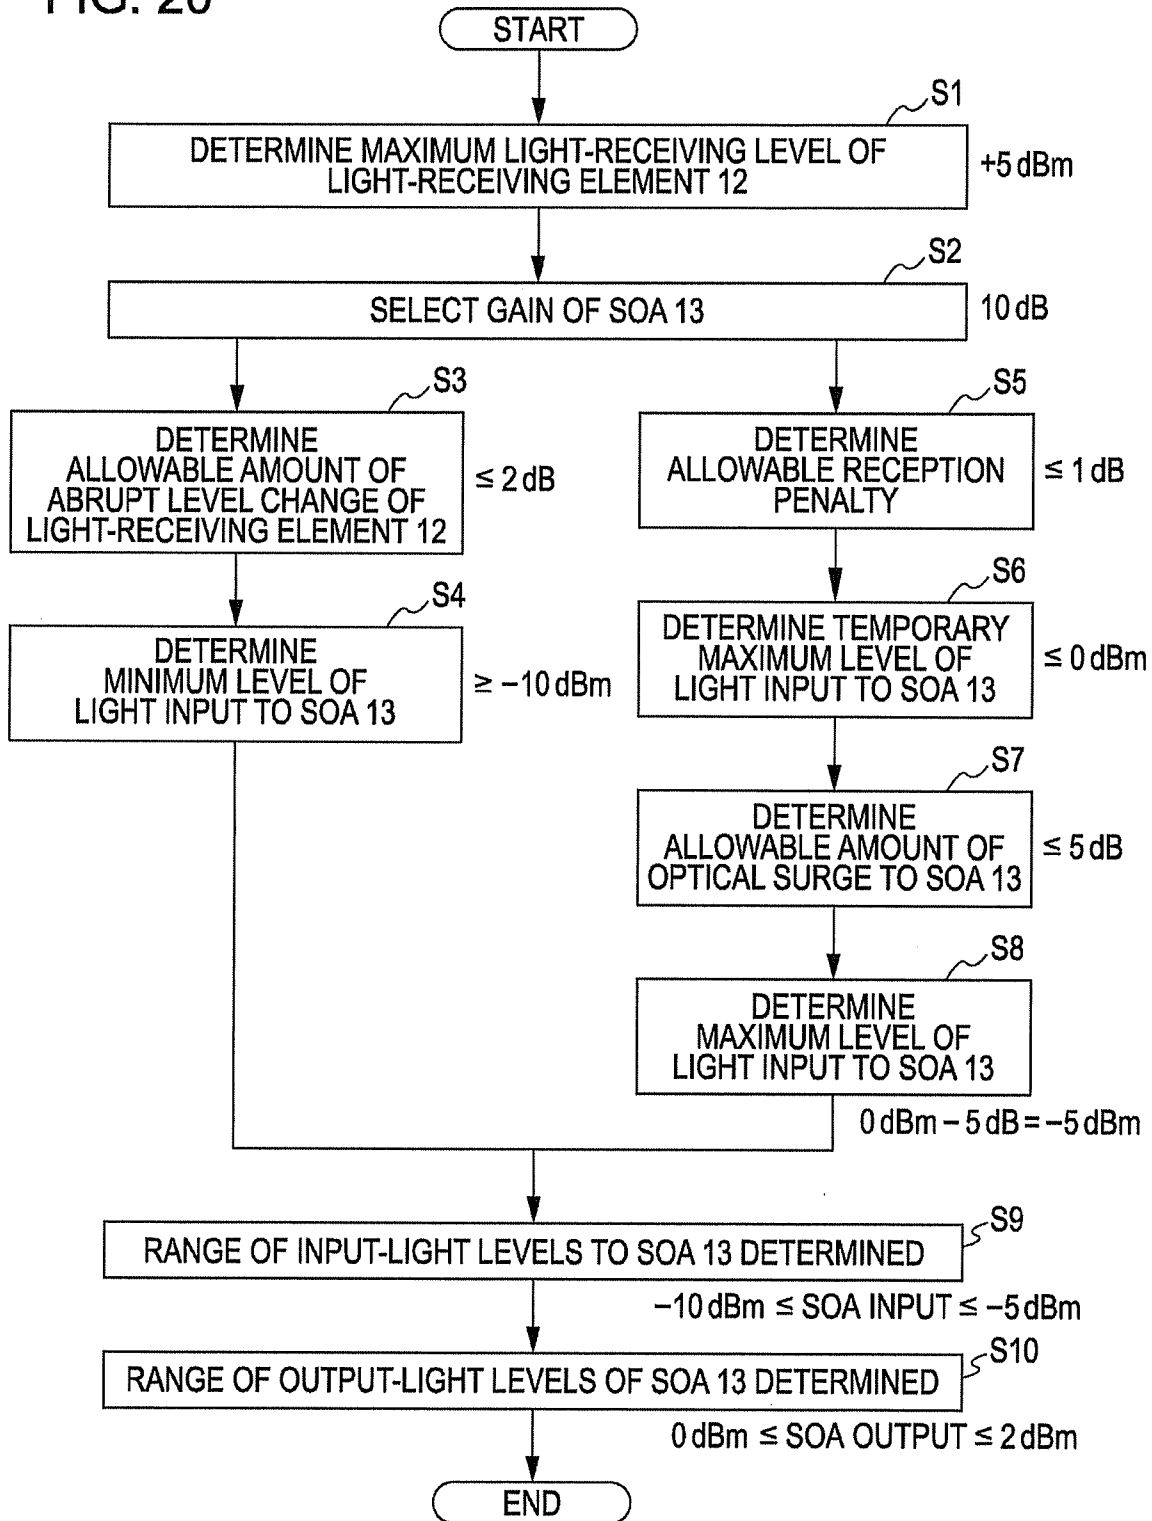 FIG. 20
START
S1
DETERMINE MAXIMUM LIGHT-RECEIVING LEVEL OF
LIGHT-RECEIVING ELEMENT 12
+5 dBm
S2
SELECT GAIN OF SOA 13
10 dB
S3
DETERMINE
ALLOWABLE AMOUNT OF
ABRUPT LEVEL CHANGE OF
LIGHT-RECEIVING ELEMENT 12
≤ 2 dB
S4
DETERMINE
MINIMUM LEVEL OF
LIGHT INPUT TO SOA 13
≥ −10 dBm
S5
DETERMINE
ALLOWABLE RECEPTION
PENALTY
≤ 1 dB
S6
DETERMINE TEMPORARY
MAXIMUM LEVEL OF
LIGHT INPUT TO SOA 13
≤ 0 dBm
S7
DETERMINE
ALLOWABLE AMOUNT OF
OPTICAL SURGE TO SOA 13
≤ 5 dB
S8
DETERMINE
MAXIMUM LEVEL OF
LIGHT INPUT TO SOA 13
0 dBm − 5 dB = −5 dBm
S9
RANGE OF INPUT-LIGHT LEVELS TO SOA 13 DETERMINED
−10 dBm ≤ SOA INPUT ≤ −5 dBm
S10
RANGE OF OUTPUT-LIGHT LEVELS OF SOA 13 DETERMINED
0 dBm ≤ SOA OUTPUT ≤ 2 dBm
END